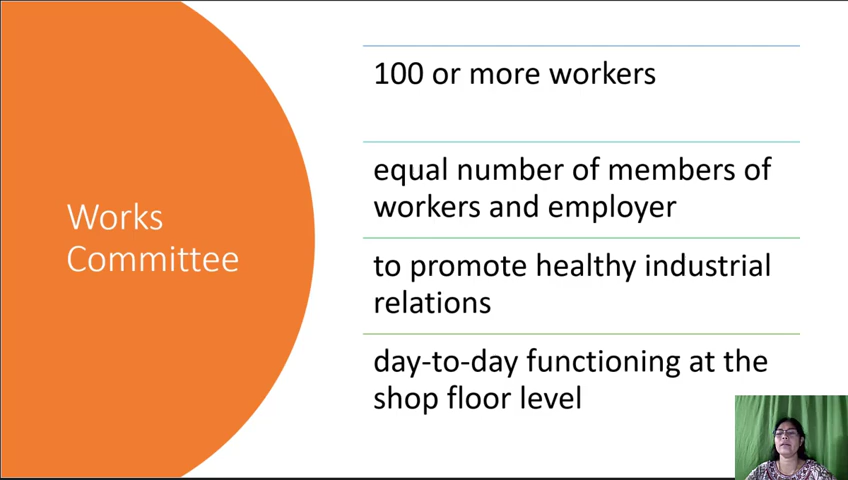 Works
Committee
100 or more workers
equal number of members of
workers and employer
to promote healthy industrial
relations
day-to-day functioning at the
shop floor level